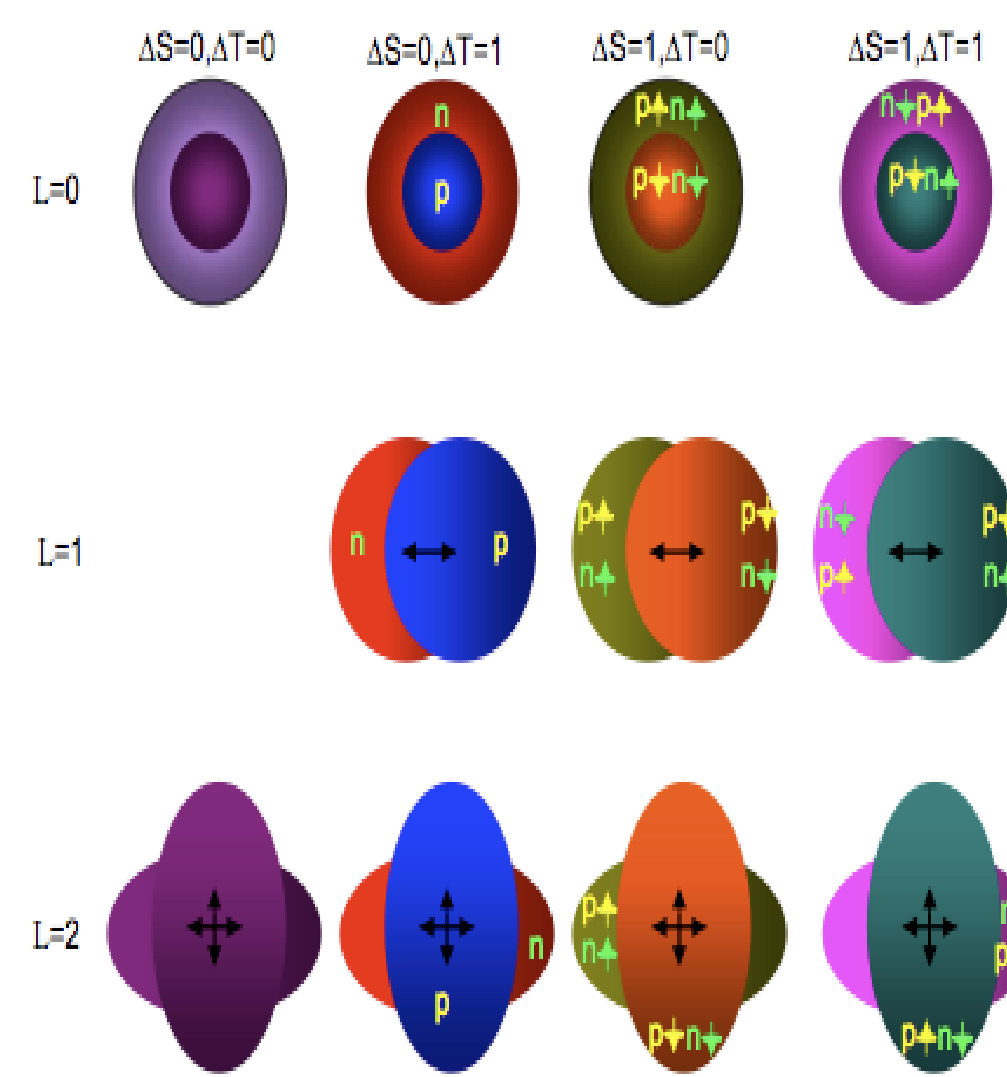 ΔS=0,ΔT=0 ΔS=0,ΔT=1 ΔS=1,ΔT=0 ΔS=1,ΔT=1
n p↑n↑ n↓p↑
L=0 p p↓n↓ p↓n↑
p↑ p↓ n↓ p↓
L=1 n p n↑ n↓ p↑ n↑
p↑ n
L=2 n n↑ p
p p↓n↓ p↑n↓